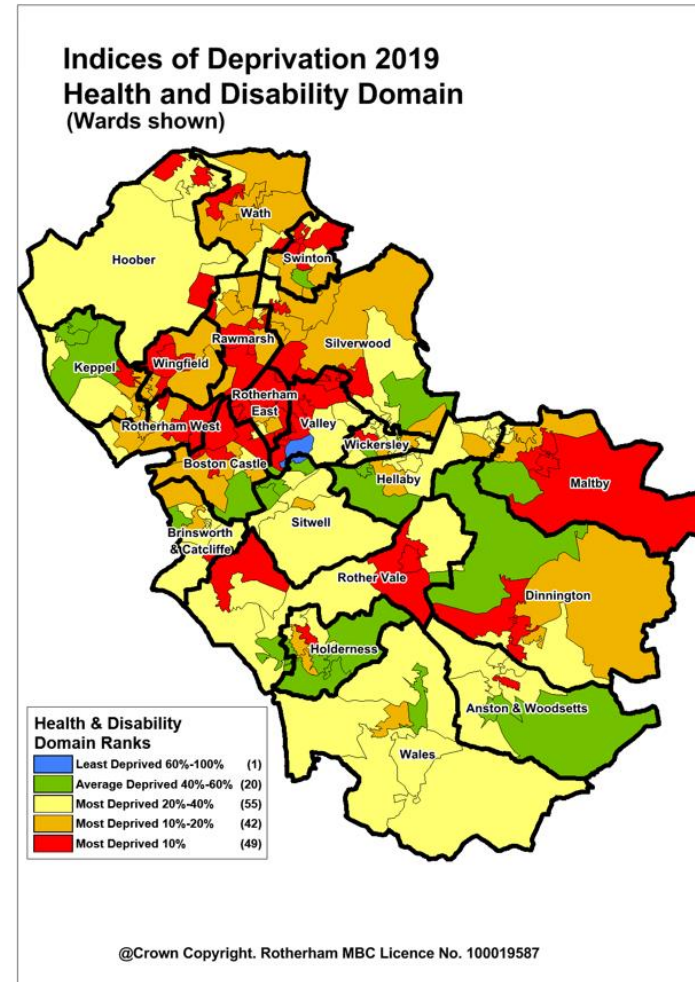 Indices of Deprivation 2019
Health and Disability Domain
(Wards shown)
Wath
Hoober
Swinton
Rawmarsh
Silverwood
Keppel
Wingfield
Rotherham
East
Rotherham West
Valley
Wickersley
Boston Castle
Hellaby
Maltby
Brinsworth
& Catcliffe
Sitwell
Rother Vale
Dinnington
Holderness
Anston & Woodsetts
Wales
Health & Disability
Domain Ranks
Least Deprived 60%-100% (1)
Average Deprived 40%-60% (20)
Most Deprived 20%-40% (55)
Most Deprived 10%-20% (42)
Most Deprived 10% (49)
@Crown Copyright. Rotherham MBC Licence No. 100019587